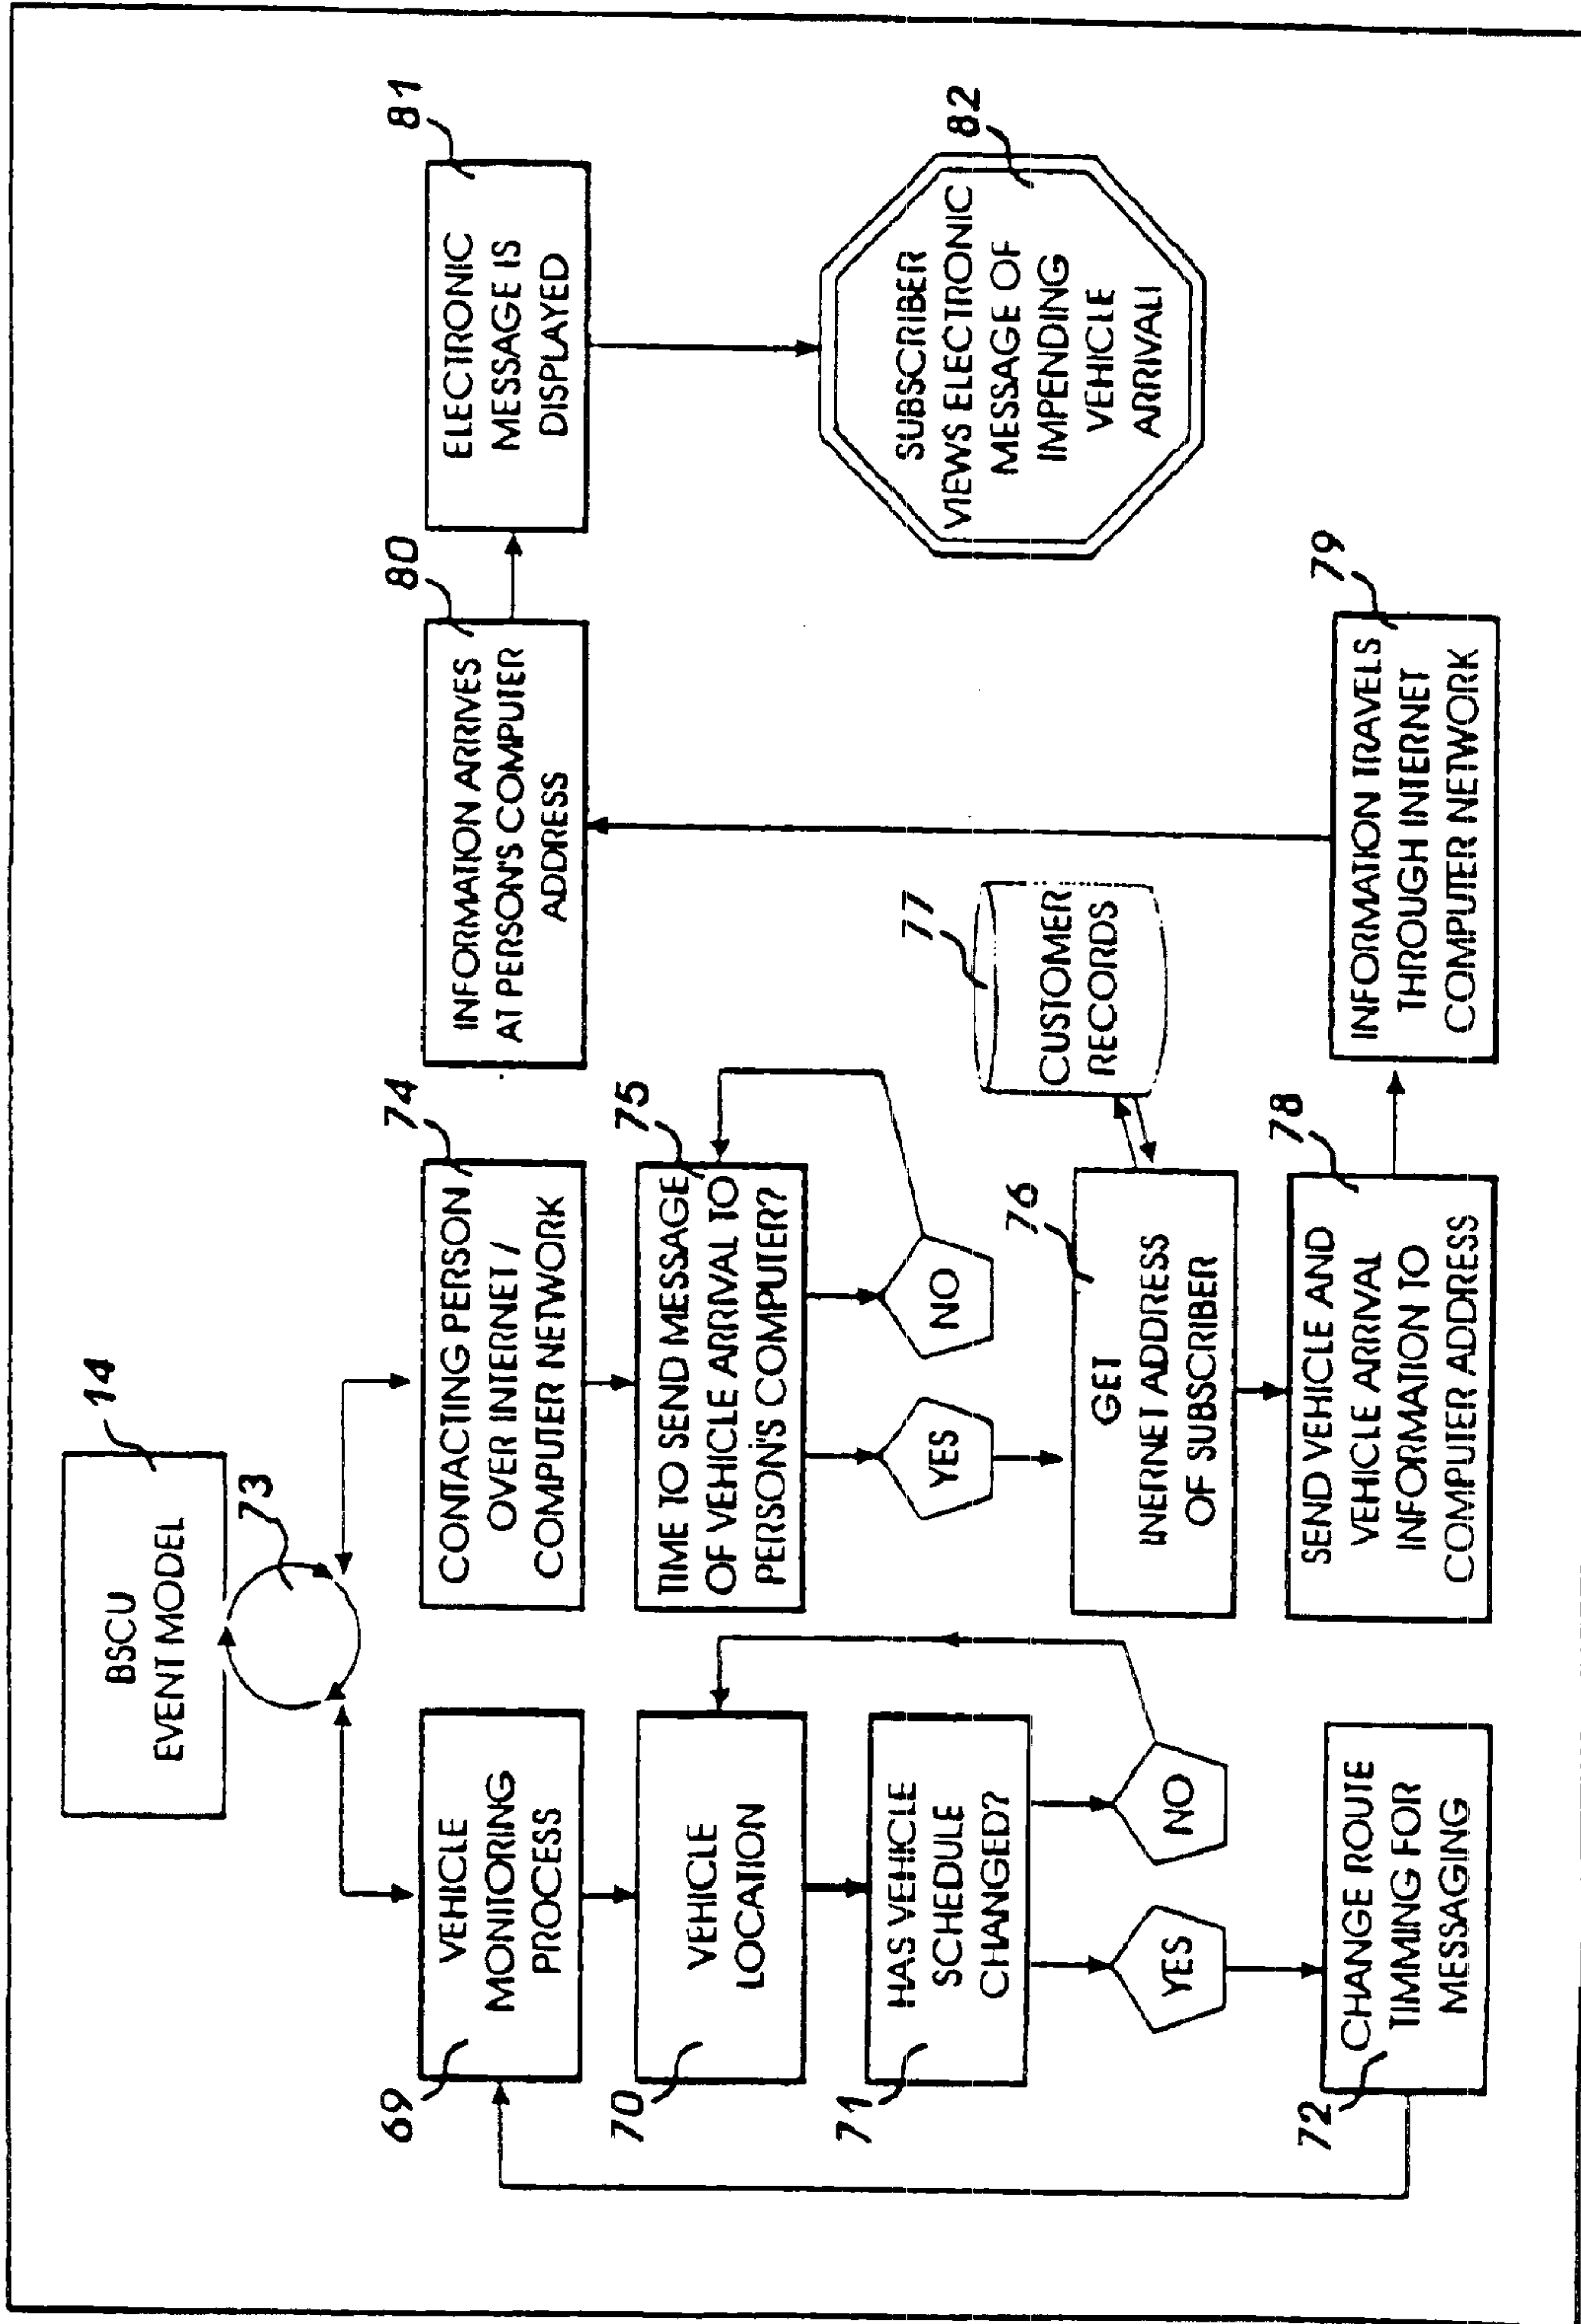 14
BSCU
EVENT MODEL
73
69
VEHICLE
MONITORING
PROCESS
70
VEHICLE
LOCATION
71
HAS VEHICLE
SCHEDULE
CHANGED?
YES
NO
72
CHANGE ROUTE
TIMMING FOR
MESSAGING
74
CONTACTING PERSON
OVER INTERNET /
COMPUTER NETWORK
75
TIME TO SEND MESSAGE
OF VEHICLE ARRIVAL TO
PERSON'S COMPUTER?
YES
NO
76
GET
INERNET ADDRESS
OF SUBSCRIBER
77
CUSTOMER
RECORDS
78
SEND VEHICLE AND
VEHICLE ARRIVAL
INFORMATION TO
COMPUTER ADDRESS
79
INFORMATION TRAVELS
THROUGH INTERNET
COMPUTER NETWORK
80
INFORMATION ARRIVES
AT PERSON'S COMPUTER
ADDRESS
81
ELECTRONIC
MESSAGE IS
DISPLAYED
82
SUBSCRIBER
VIEWS ELECTRONIC
MESSAGE OF
IMPENDING
VEHICLE
ARRIVAL!